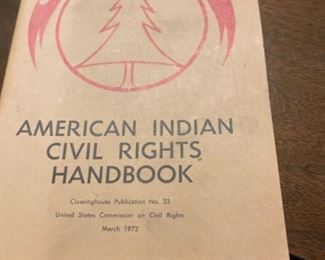 AMERICAN INDIAN
CIVIL RIGHTS
HANDBOOK
Clearinghouse Publication No. 33
United States Commission on Civil Rights
March 1972